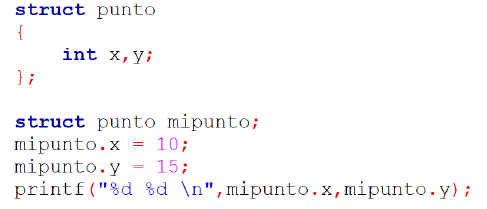 struct punto
{
    int x,y;
};

struct punto mipunto;
mipunto.x = 10;
mipunto.y = 15;
printf("%d %d \n",mipunto.x,mipunto.y);